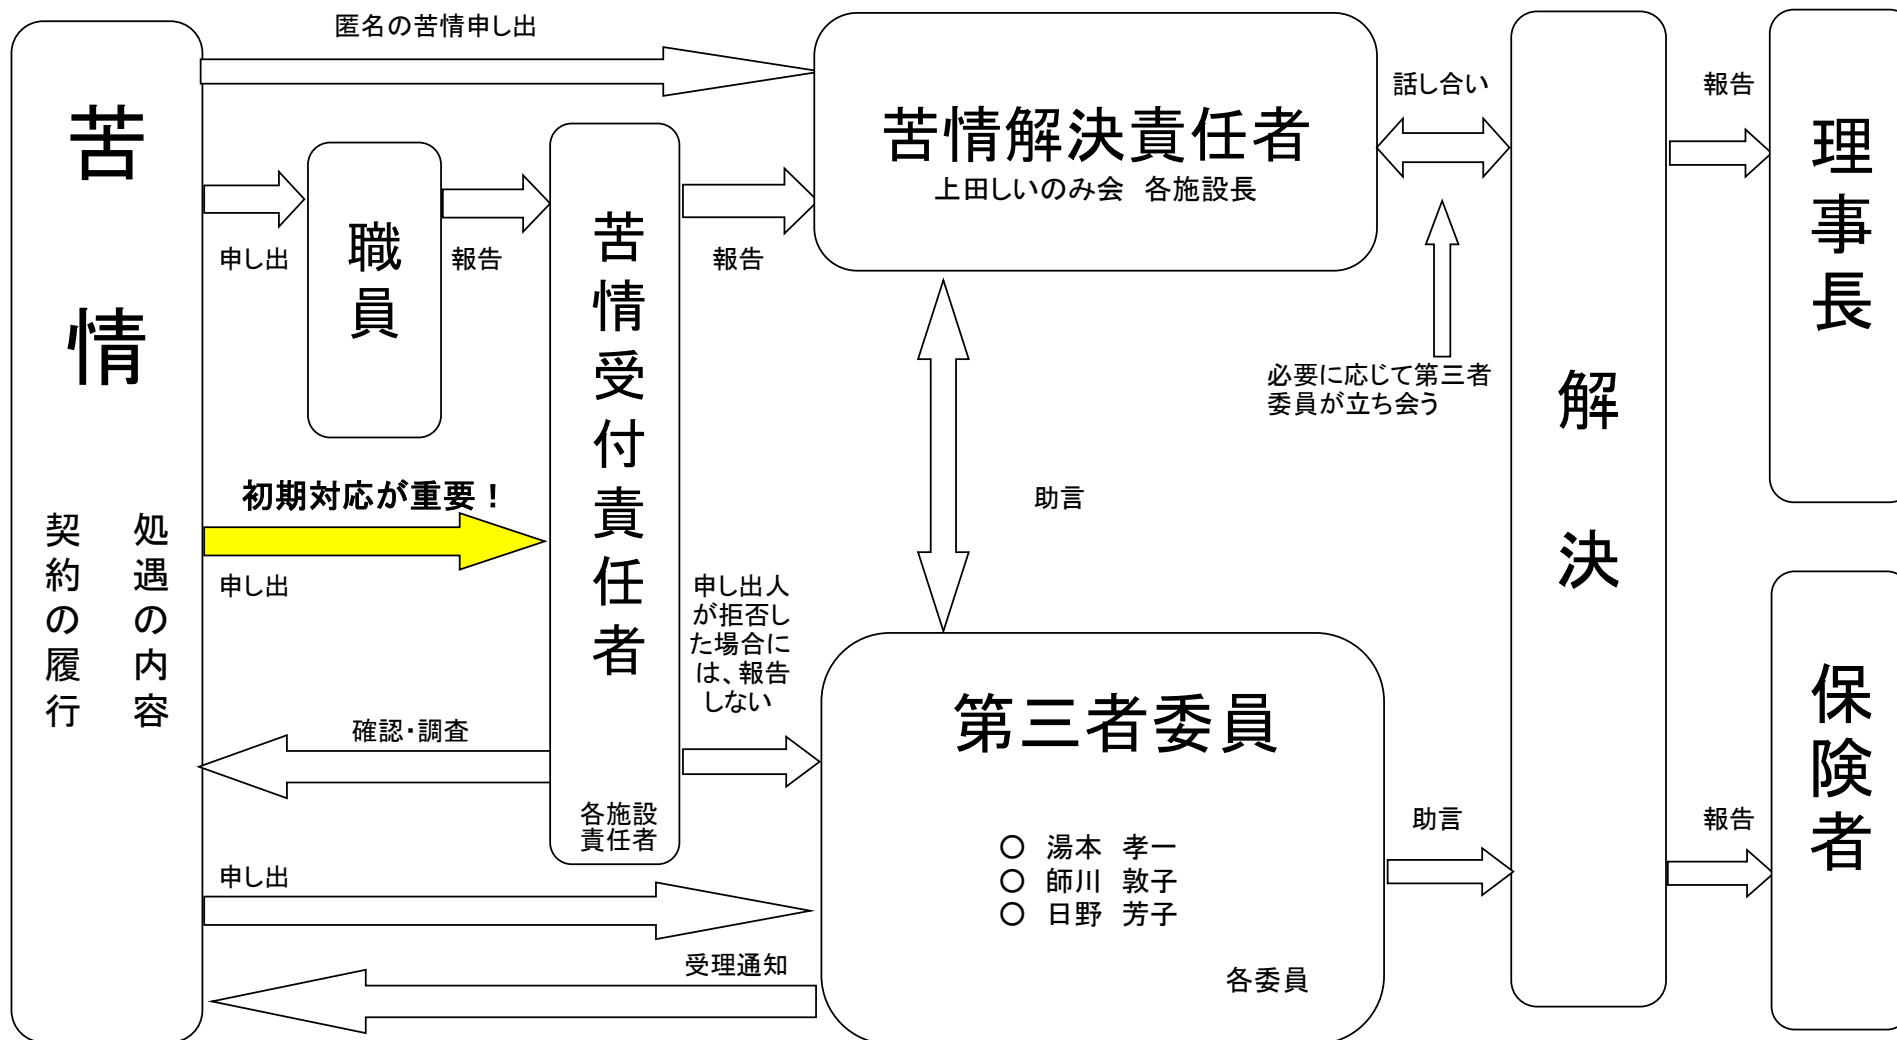 苦情
処遇の内容
契約の履行
匿名の苦情申し出
申し出
職員
報告
初期対応が重要！
申し出
確認・調査
申し出
受理通知
苦情受付責任者
各施設
責任者
報告
申し出人
が拒否し
た場合に
は、報告
しない
苦情解決責任者
上田しいのみ会　各施設長
助言
第三者委員
○　湯本　孝一
○　師川　敦子
○　日野　芳子
各委員
話し合い
必要に応じて第三者
委員が立ち会う
助言
解決
報告
理事長
報告
保険者